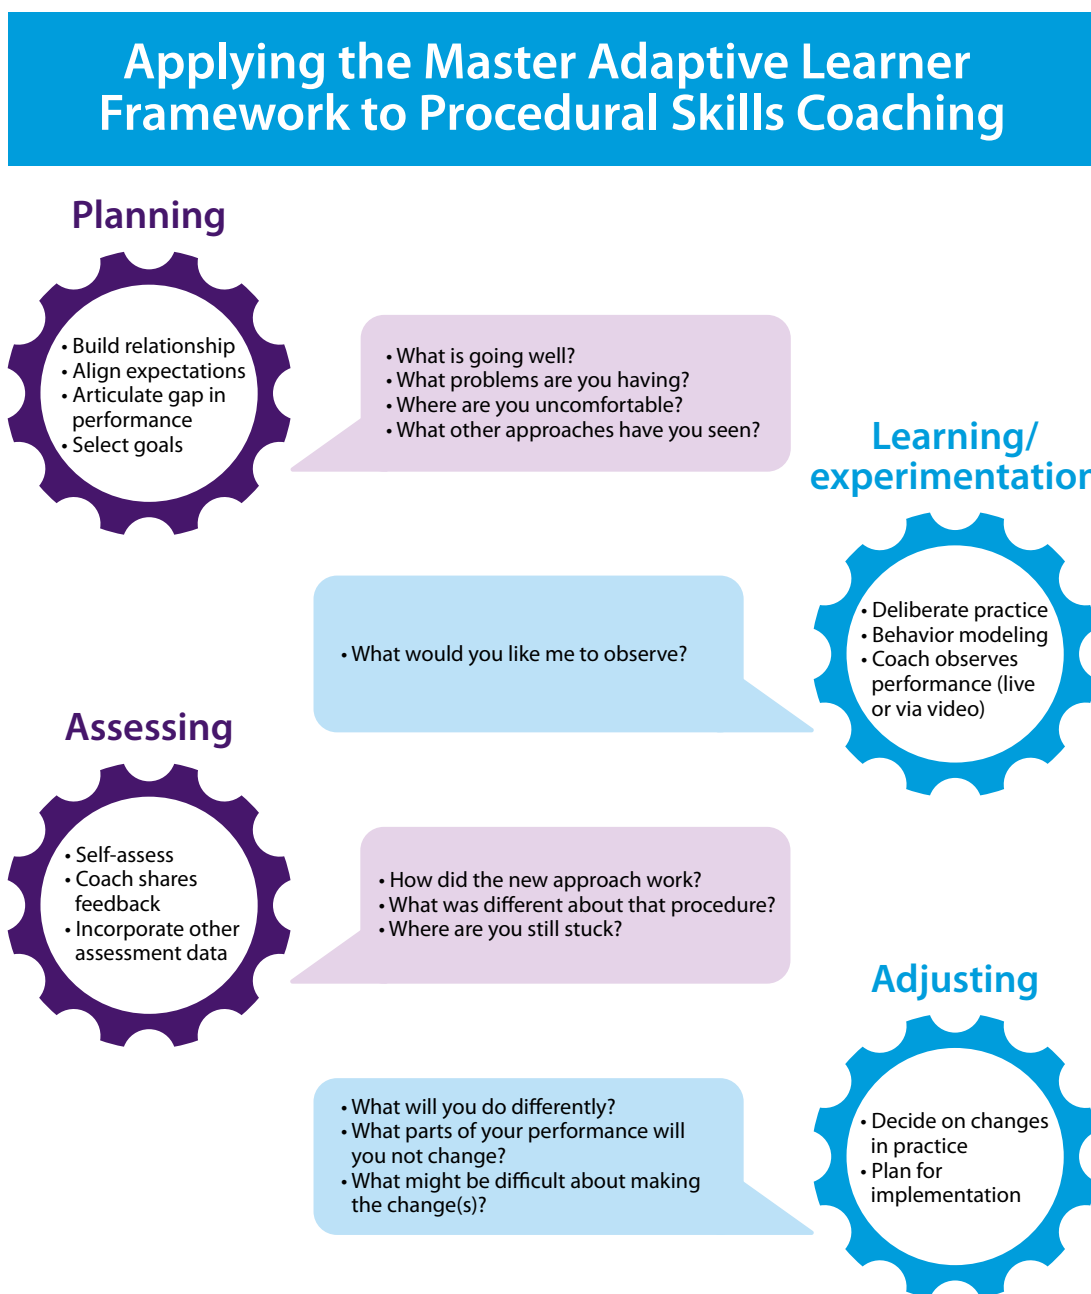 Applying the Master Adaptive Learner
Framework to Procedural Skills Coaching
Planning
• Build relationship
• Align expectations
• Articulate gap in
performance
• Select goals
• What is going well?
• What problems are you having?
• Where are you uncomfortable?
• What other approaches have you seen?
Learning/
experimentation
• Deliberate practice
• Behavior modeling
• Coach observes
performance (live
or via video)
• What would you like me to observe?
Assessing
• Self-assess
• Coach shares
feedback
• Incorporate other
assessment data
• How did the new approach work?
• What was different about that procedure?
• Where are you still stuck?
Adjusting
• Decide on changes
in practice
• Plan for
implementation
• What will you do differently?
• What parts of your performance will
you not change?
• What might be difficult about making
the change(s)?